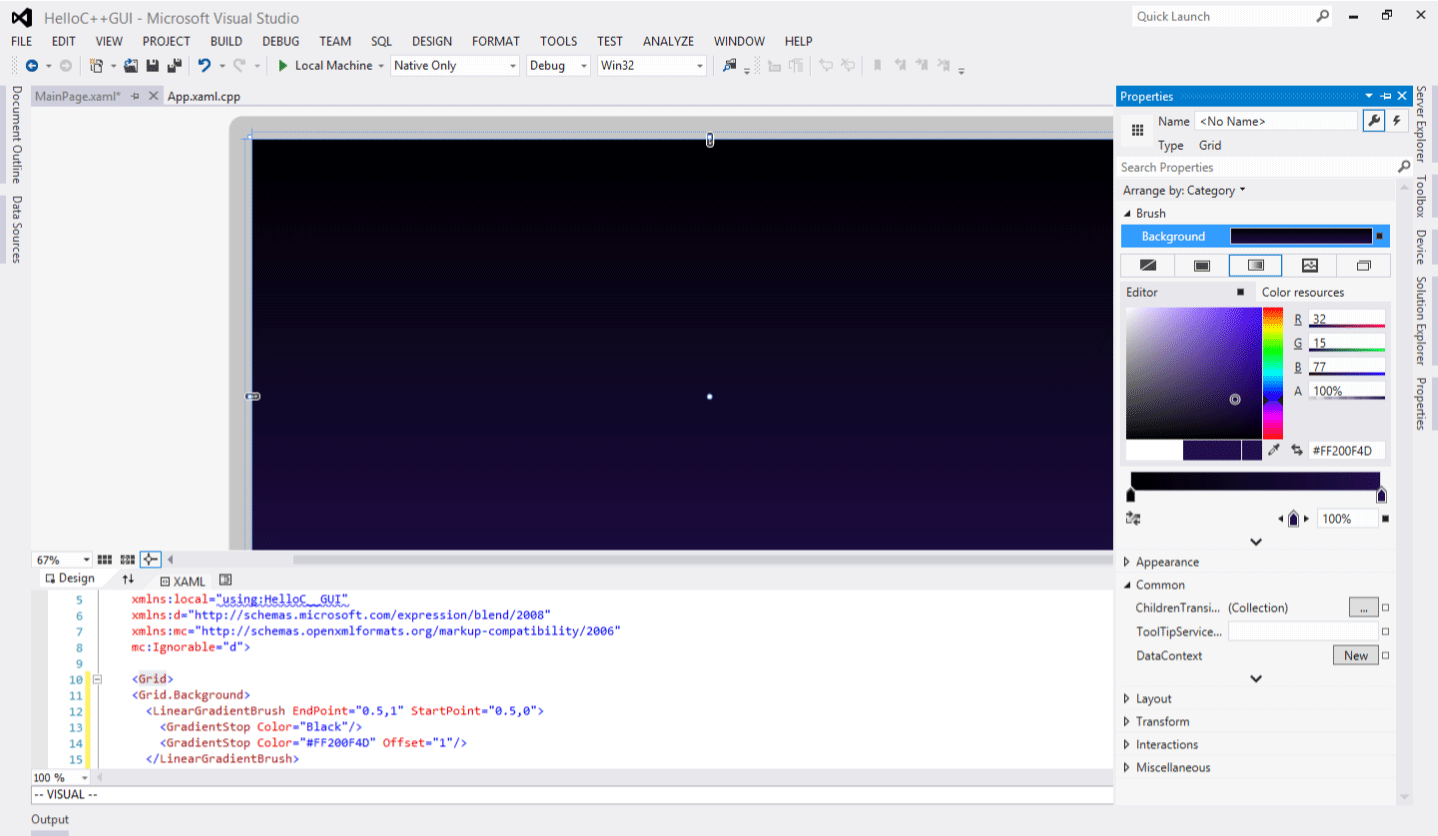 HelloC++GUI - Microsoft Visual Studio
Quick Launch
FILE EDIT VIEW PROJECT BUILD DEBUG TEAM SQL DESIGN FORMAT TOOLS TEST ANALYZE WINDOW HELP
Local Machine Native Only Debug Win32
Document Outline
Data Sources
MainPage.xaml* App.xaml.cpp
67%
Design XAML
5 xmlns:local="using:HelloC__GUI"
6 xmlns:d="http://schemas.microsoft.com/expression/blend/2008"
7 xmlns:mc="http://schemas.openxmlformats.org/markup-compatibility/2006"
8 mc:Ignorable="d">
9
10 <Grid>
11 <Grid.Background>
12 <LinearGradientBrush EndPoint="0.5,1" StartPoint="0.5,0">
13 <GradientStop Color="Black"/>
14 <GradientStop Color="#FF200F4D" Offset="1"/>
15 </LinearGradientBrush>
100 %
-- VISUAL --
Output
Properties
Name <No Name>
Type Grid
Search Properties
Arrange by: Category
Brush
Background
Editor Color resources
R 32
G 15
B 77
A 100%
#FF200F4D
100%
Appearance
Common
ChildrenTransi... (Collection) ...
ToolTipService...
DataContext New
Layout
Transform
Interactions
Miscellaneous
Server Explorer
Toolbox
Device
Solution Explorer
Properties